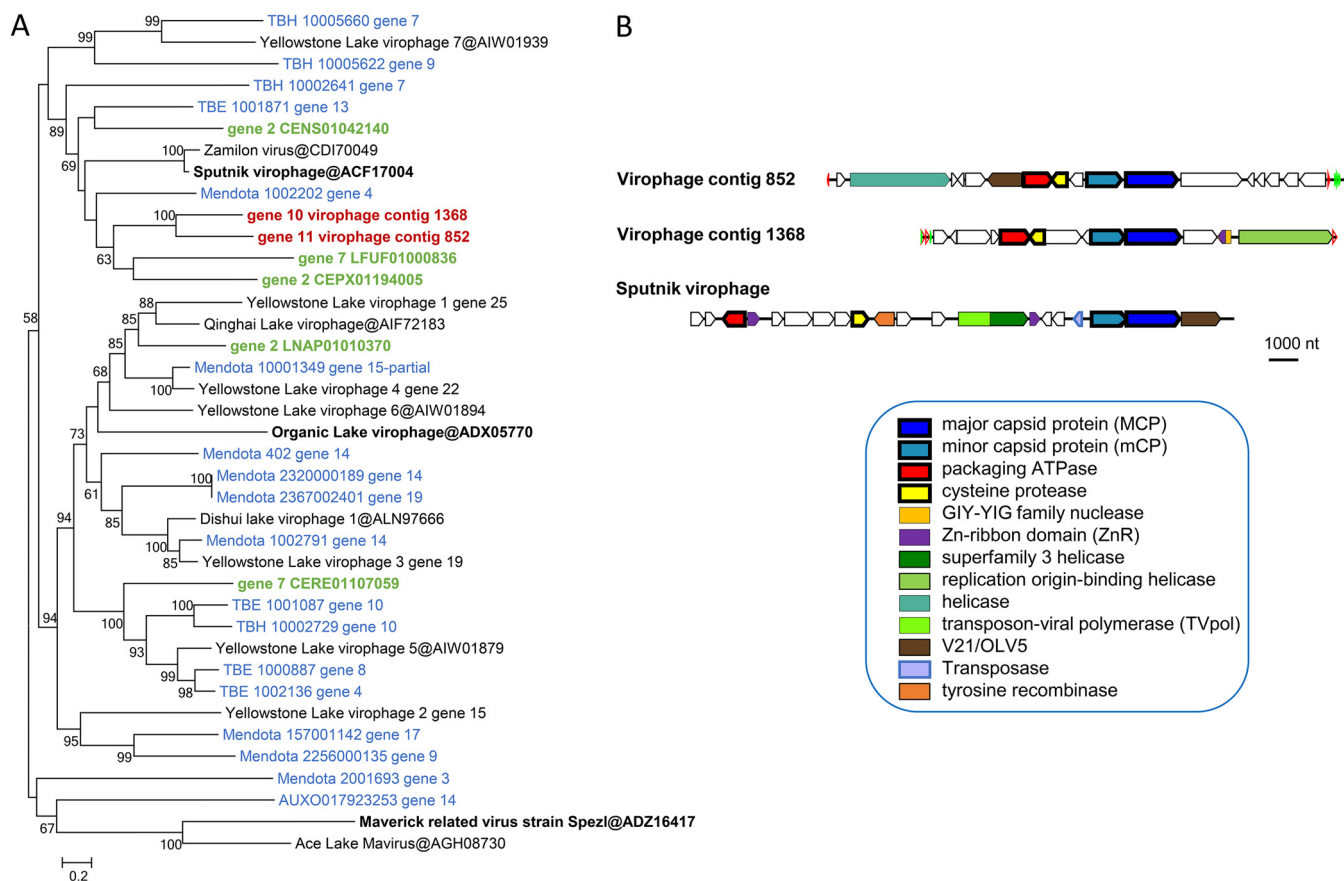 A
99
TBH 10005660 gene 7
99
Yellowstone Lake virophage 7@AIW01939
TBH 10005622 gene 9
TBH 10002641 gene 7
TBE 1001871 gene 13
89
gene 2 CENS01042140
100
Zamilon virus@CDI70049
69
Sputnik virophage@ACF17004
Mendota 1002202 gene 4
100
gene 10 virophage contig 1368
gene 11 virophage contig 852
63
gene 7 LFUF01000836
gene 2 CEPX01194005
58
88
Yellowstone Lake virophage 1 gene 25
85
Qinghai Lake virophage@AIF72183
85
gene 2 LNAP01010370
68
Mendota 10001349 gene 15-partial
100
Yellowstone Lake virophage 4 gene 22
Yellowstone Lake virophage 6@AIW01894
73
Organic Lake virophage@ADX05770
Mendota 402 gene 14
61
100
Mendota 2320000189 gene 14
Mendota 2367002401 gene 19
85
Dishui lake virophage 1@ALN97666
94
100
Mendota 1002791 gene 14
85
Yellowstone Lake virophage 3 gene 19
gene 7 CERE01107059
94
100
100
TBE 1001087 gene 10
TBH 10002729 gene 10
93
Yellowstone Lake virophage 5@AIW01879
99
TBE 1000887 gene 8
98
TBE 1002136 gene 4
Yellowstone Lake virophage 2 gene 15
95
Mendota 157001142 gene 17
99
Mendota 2256000135 gene 9
Mendota 2001693 gene 3
AUXO017923253 gene 14
67
Maverick related virus strain Spezl@ADZ16417
100
Ace Lake Mavirus@AGH08730
0.2
B
Virophage contig 852
Virophage contig 1368
Sputnik virophage
1000 nt
major capsid protein (MCP)
minor capsid protein (mCP)
packaging ATPase
cysteine protease
GIY-YIG family nuclease
Zn-ribbon domain (ZnR)
superfamily 3 helicase
replication origin-binding helicase
helicase
transposon-viral polymerase (TVpol)
V21/OLV5
Transposase
tyrosine recombinase